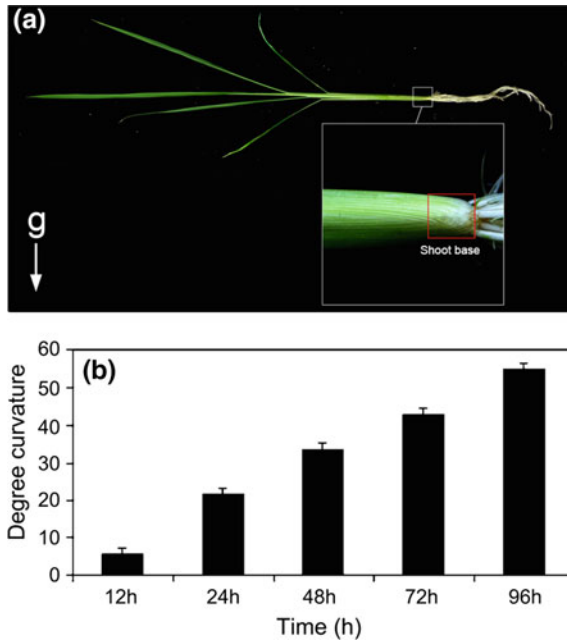 (a)
g
Shoot base
(b)
Degree curvature
60
50
40
30
20
10
0
12h 24h 48h 72h 96h
Time (h)